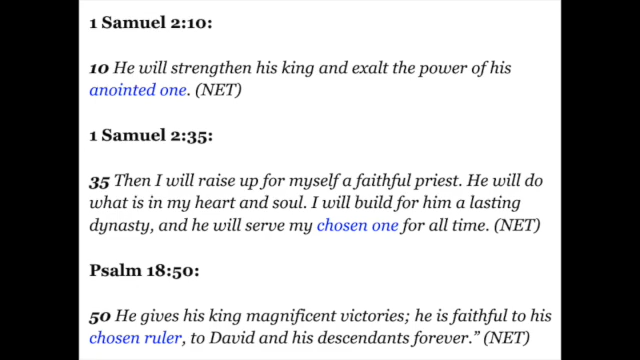 1 Samuel 2:10:
10 He will strengthen his king and exalt the power of his
anointed one. (NET)
1 Samuel 2:35:
35 Then I will raise up for myself a faithful priest. He will do
what is in my heart and soul. I will build for him a lasting
dynasty, and he will serve my chosen one for all time. (NET)
Psalm 18:50:
50 He gives his king magnificent victories; he is faithful to his
chosen ruler, to David and his descendants forever.” (NET)